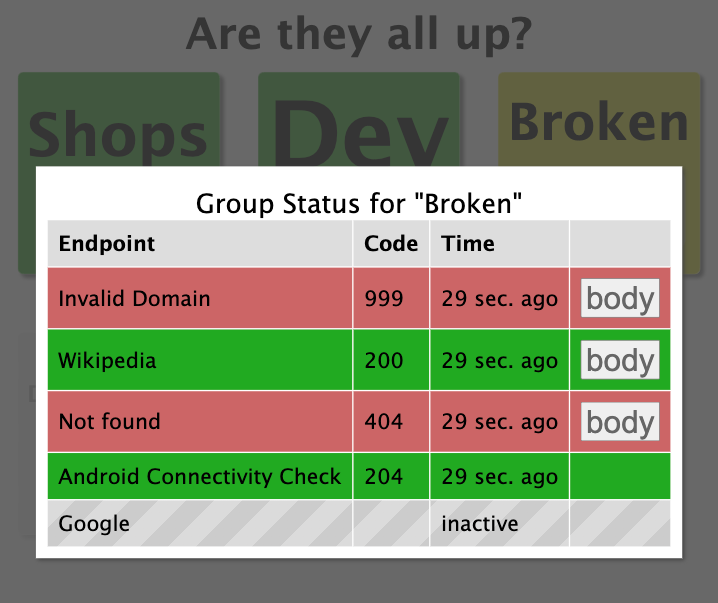 Are they all up?
Shops Dev Broken
Group Status for "Broken"
Endpoint Code Time
Invalid Domain 999 29 sec. ago body
Wikipedia 200 29 sec. ago body
Not found 404 29 sec. ago body
Android Connectivity Check 204 29 sec. ago
Google inactive